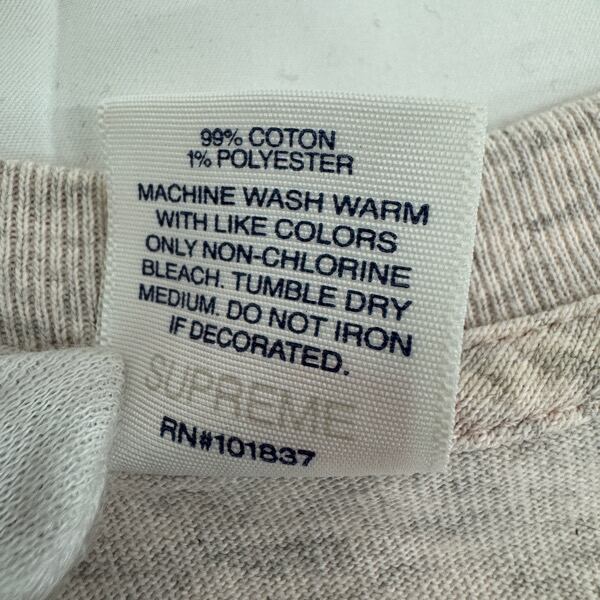 99% COTON
1% POLYESTER
MACHINE WASH WARM
WITH LIKE COLORS
ONLY NON-CHLORINE
BLEACH. TUMBLE DRY
MEDIUM. DO NOT IRON
IF DECORATED.
SUPREME
RN#101837